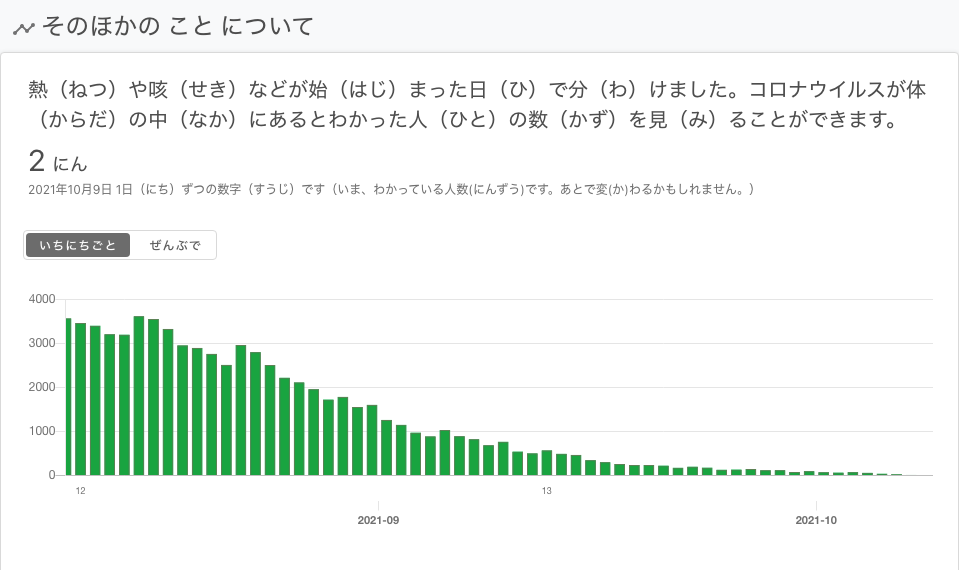 そのほかの こと について
熱（ねつ）や咳（せき）などが始（はじ）まった日（ひ）で分（わ）けました。コロナウイルスが体
（からだ）の中（なか）にあるとわかった人（ひと）の数（かず）を見（み）ることができます。
2 にん
2021年10月9日 1日（にち）ずつの数字（すうじ）です（いま、わかっている人数(にんずう)です。あとで変(か)わるかもしれません。）
いちにちごと ぜんぶで
4000
3000
2000
1000
0
12 13
2021-09 2021-10